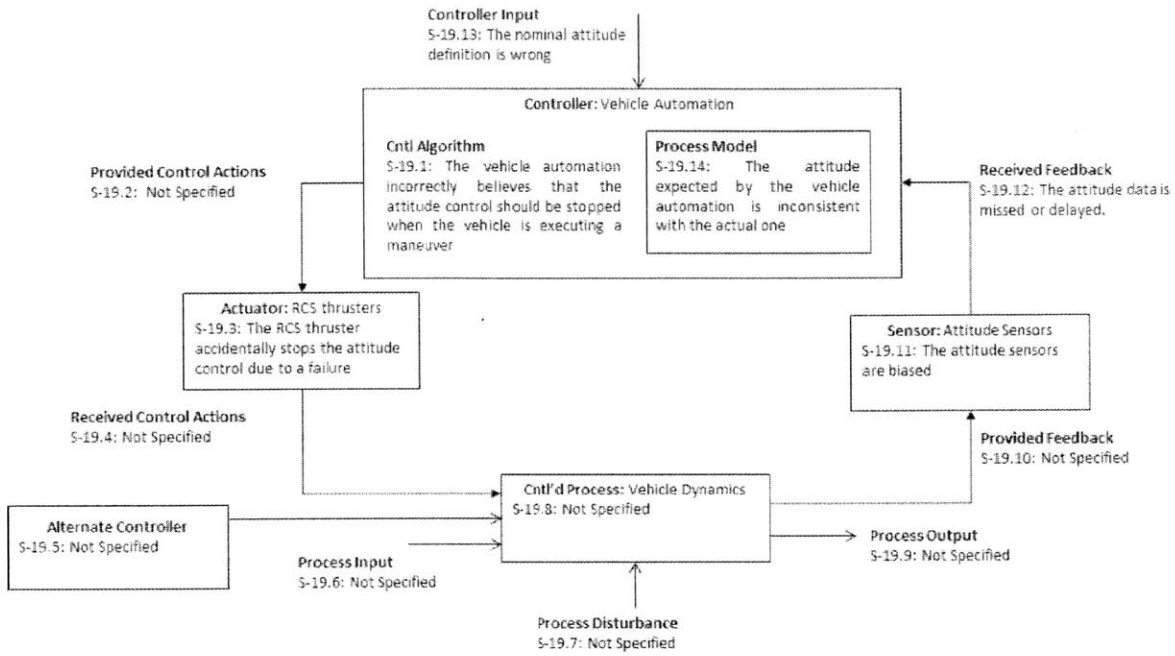 Controller Input
S-19.13: The nominal attitude
definition is wrong
Controller: Vehicle Automation
Cntl Algorithm
S-19.1: The vehicle automation
incorrectly believes that the
attitude control should be stopped
when the vehicle is executing a
maneuver
Process Model
S-19.14: The
attitude
expected by the vehicle
automation is inconsistent
with the actual one
Provided Control Actions
S-19.2: Not Specified
Received Feedback
S-19.12: The attitude data is
missed or delayed.
Actuator: RCS thrusters
S-19.3: The RCS thruster
accidentally stops the attitude
control due to a failure
Sensor: Attitude Sensors
S-19.11: The attitude sensors
are biased
Received Control Actions
S-19.4: Not Specified
Provided Feedback
S-19.10: Not Specified
Cntl'd Process: Vehicle Dynamics
S-19.8: Not Specified
Alternate Controller
S-19.5: Not Specified
Process Input
S-19.6: Not Specified
Process Output
S-19.9: Not Specified
Process Disturbance
S-19.7: Not Specified